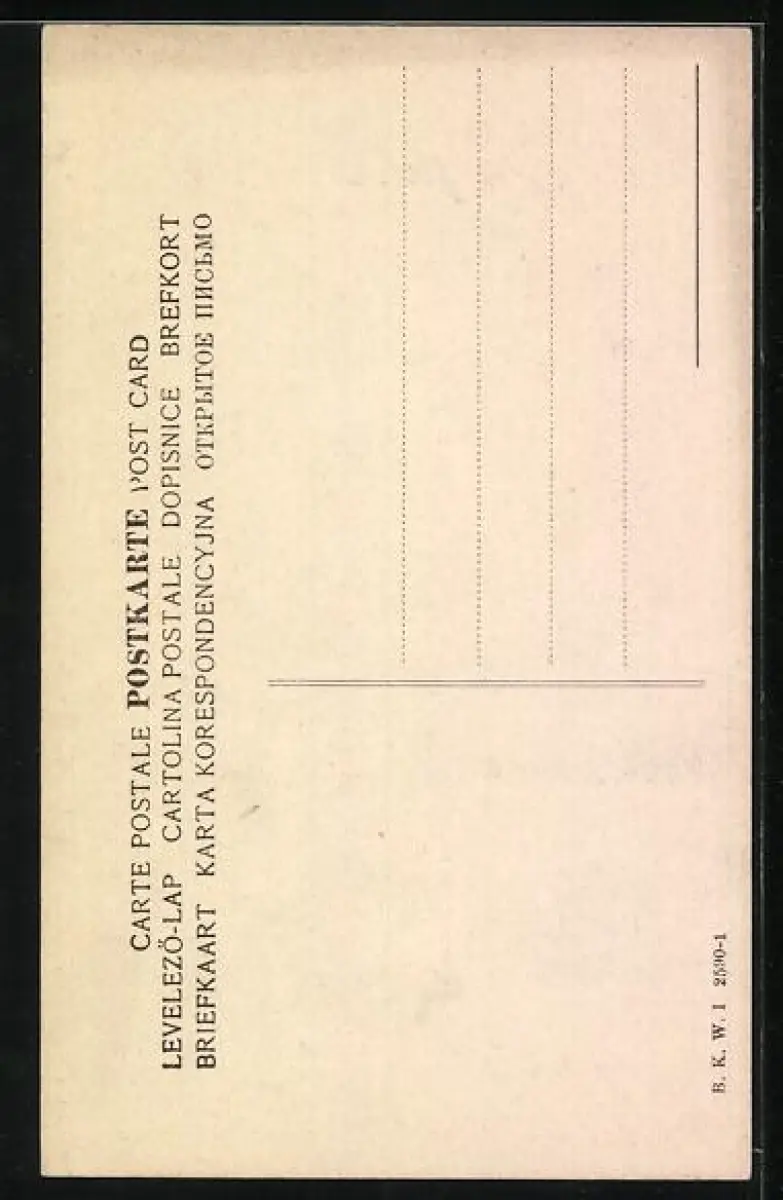 CARTE POSTALE POSTKARTE POST CARD
LEVELEZŐ-LAP CARTOLINA POSTALE DOPISNICE BREFKORT
BRIEFKAART KARTA KORESPONDENCYJNA ОТКРЫТОЕ ПИСЬМО
B. K. W. I 2590-1